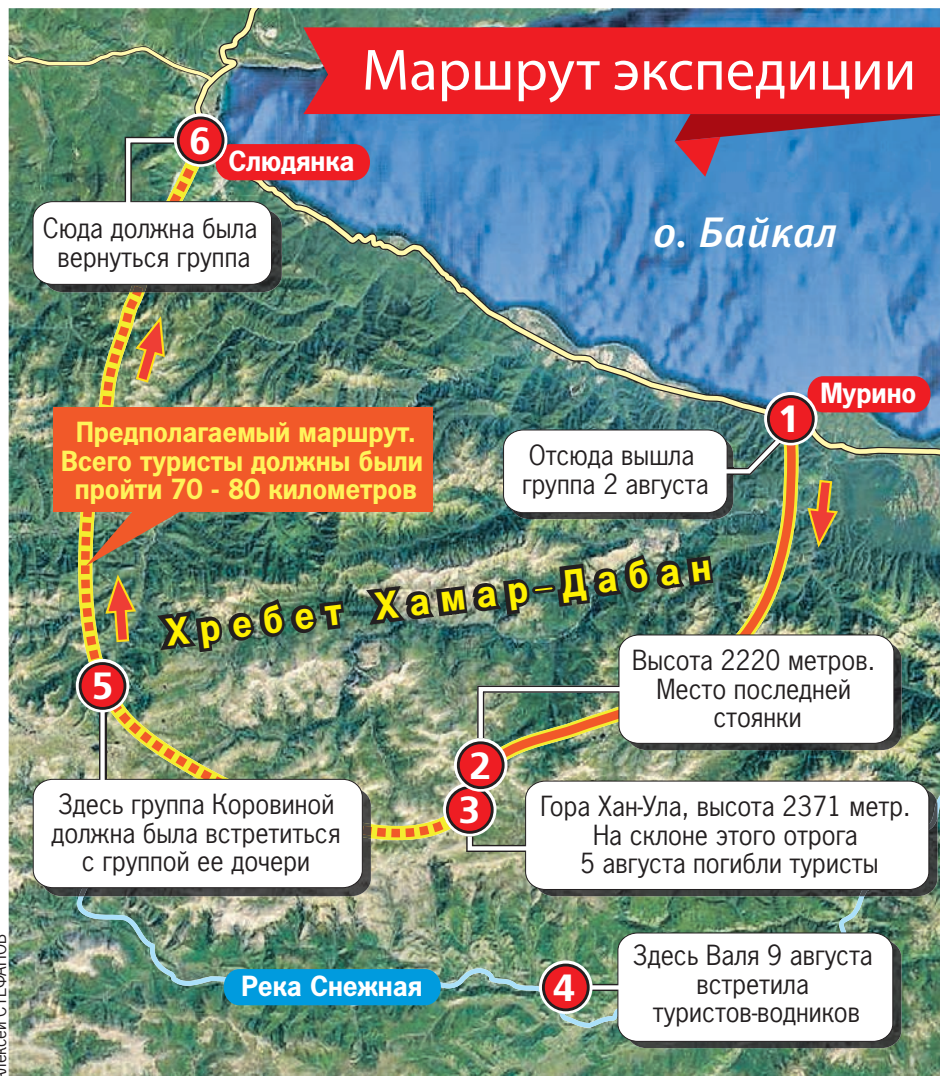 Маршрут экспедиции
6
Слюдянка
Сюда должна была
вернуться группа
о. Байкал
Мурино
1
Отсюда вышла
группа 2 августа
Предполагаемый маршрут.
Всего туристы должны были
пройти 70 - 80 километров
Хребет Хамар-Дабан
5
Высота 2220 метров.
Место последней
стоянки
2
3
Здесь группа Коровиной
должна была встретиться
с группой ее дочери
Гора Хан-Ула, высота 2371 метр.
На склоне этого отрога
5 августа погибли туристы
Река Снежная
4
Здесь Валя 9 августа
встретила
туристов-водников
СТЕФАНОВ